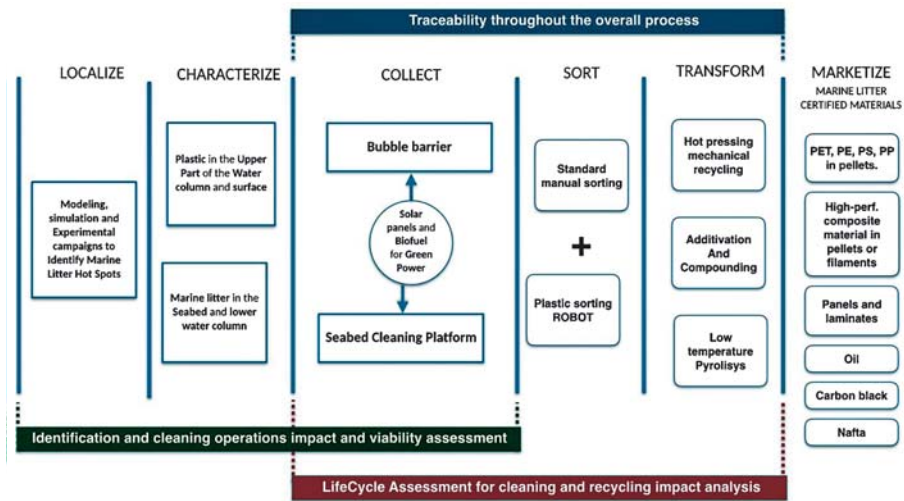 Traceability throughout the overall process
LOCALIZE
CHARACTERIZE
COLLECT
SORT
TRANSFORM
MARKETIZE
MARINE LITTER
CERTIFIED MATERIALS
Modeling,
simulation and
Experimental
campaigns to
Identify Marine
Litter Hot Spots
Plastic in the Upper
Part of the Water
column and surface
Marine litter in the
Seabed and lower
water column
Bubble barrier
Solar
panels and
Biofuel
for Green
Power
Seabed Cleaning Platform
Standard
manual sorting
+
Plastic sorting
ROBOT
Hot pressing
mechanical
recycling
Additivation
And
Compounding
Low
temperature
Pyrolisys
PET, PE, PS, PP
in pellets.
High-perf.
composite
material in
pellets or
filaments
Panels and
laminates
Oil
Carbon black
Nafta
Identification and cleaning operations impact and viability assessment
LifeCycle Assessment for cleaning and recycling impact analysis